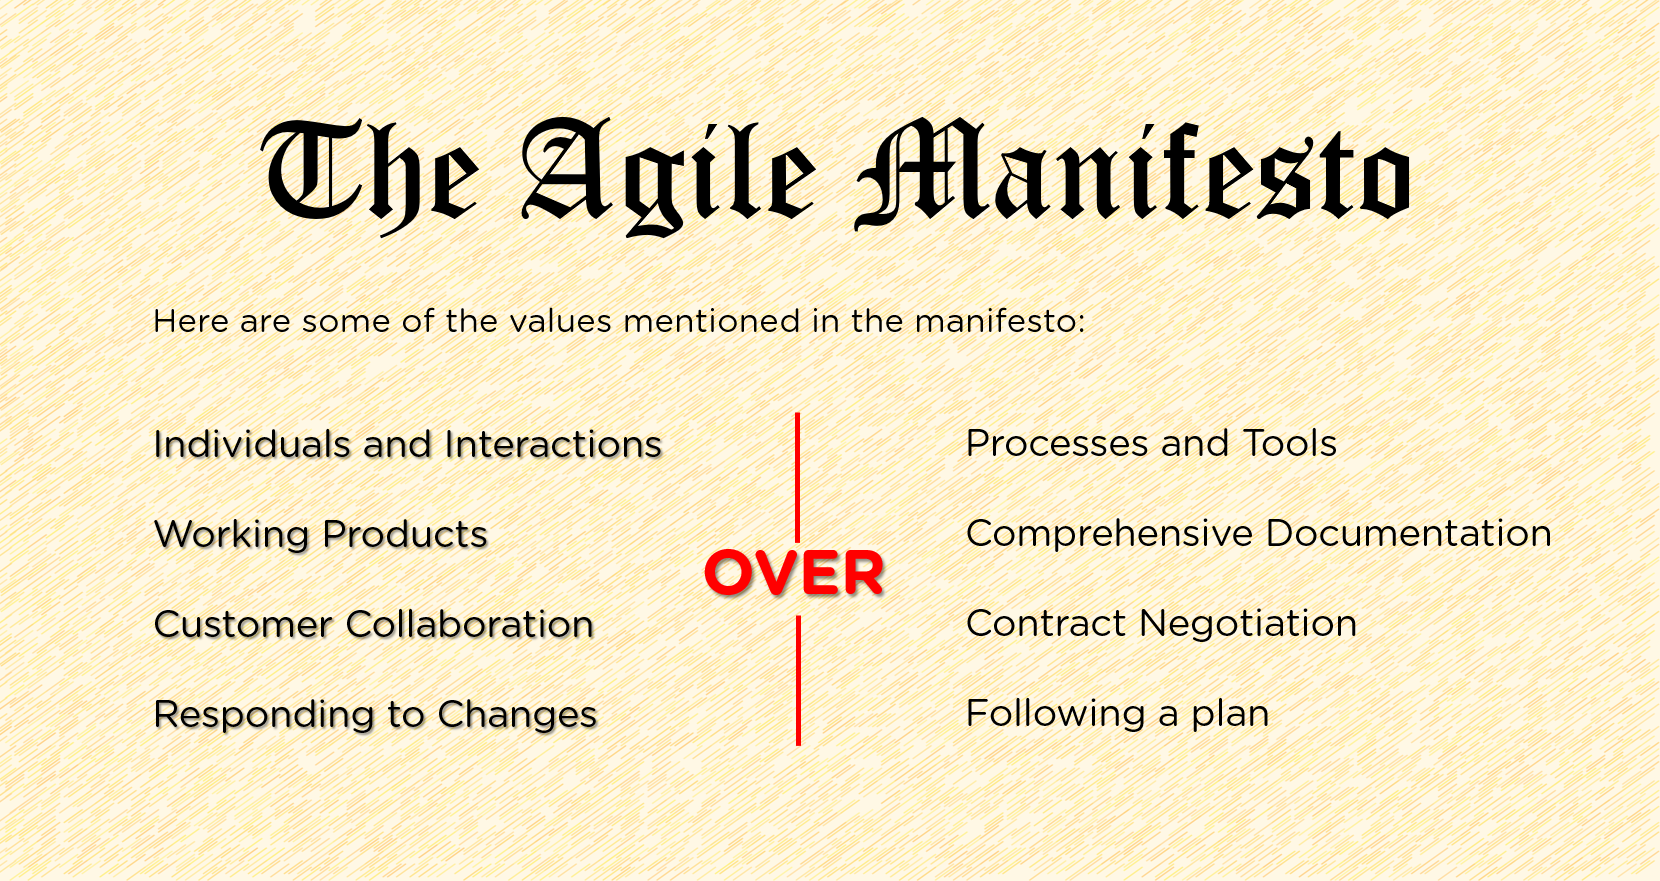 The Agile Manifesto
Here are some of the values mentioned in the manifesto:
Individuals and Interactions
Working Products
Customer Collaboration
Responding to Changes
OVER
Processes and Tools
Comprehensive Documentation
Contract Negotiation
Following a plan